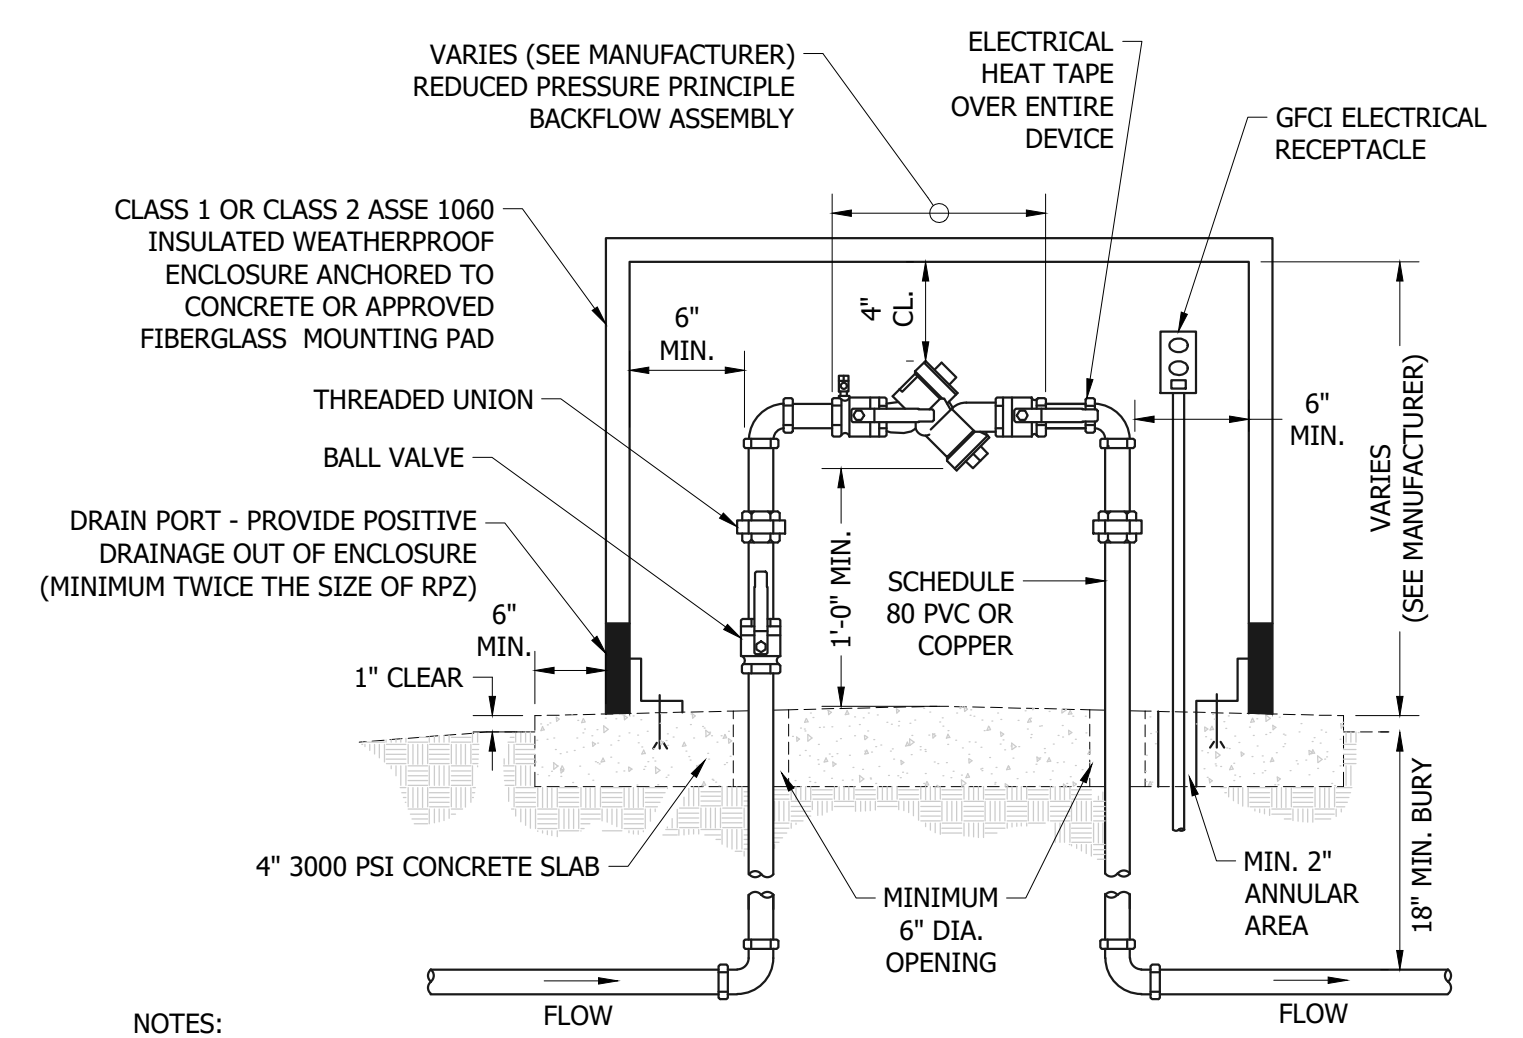 VARIES (SEE MANUFACTURER)
REDUCED PRESSURE PRINCIPLE
BACKFLOW ASSEMBLY
ELECTRICAL
HEAT TAPE
OVER ENTIRE
DEVICE
GFCI ELECTRICAL
RECEPTACLE
CLASS 1 OR CLASS 2 ASSE 1060
INSULATED WEATHERPROOF
ENCLOSURE ANCHORED TO
CONCRETE OR APPROVED
FIBERGLASS MOUNTING PAD
6"
MIN.
4"
CL.
THREADED UNION
BALL VALVE
6"
MIN.
VARIES
(SEE MANUFACTURER)
DRAIN PORT - PROVIDE POSITIVE
DRAINAGE OUT OF ENCLOSURE
(MINIMUM TWICE THE SIZE OF RPZ)
1'-0" MIN.
SCHEDULE
80 PVC OR
COPPER
6"
MIN.
1" CLEAR
4" 3000 PSI CONCRETE SLAB
MINIMUM
6" DIA.
OPENING
MIN. 2"
ANNULAR
AREA
18" MIN. BURY
FLOW
FLOW
NOTES: